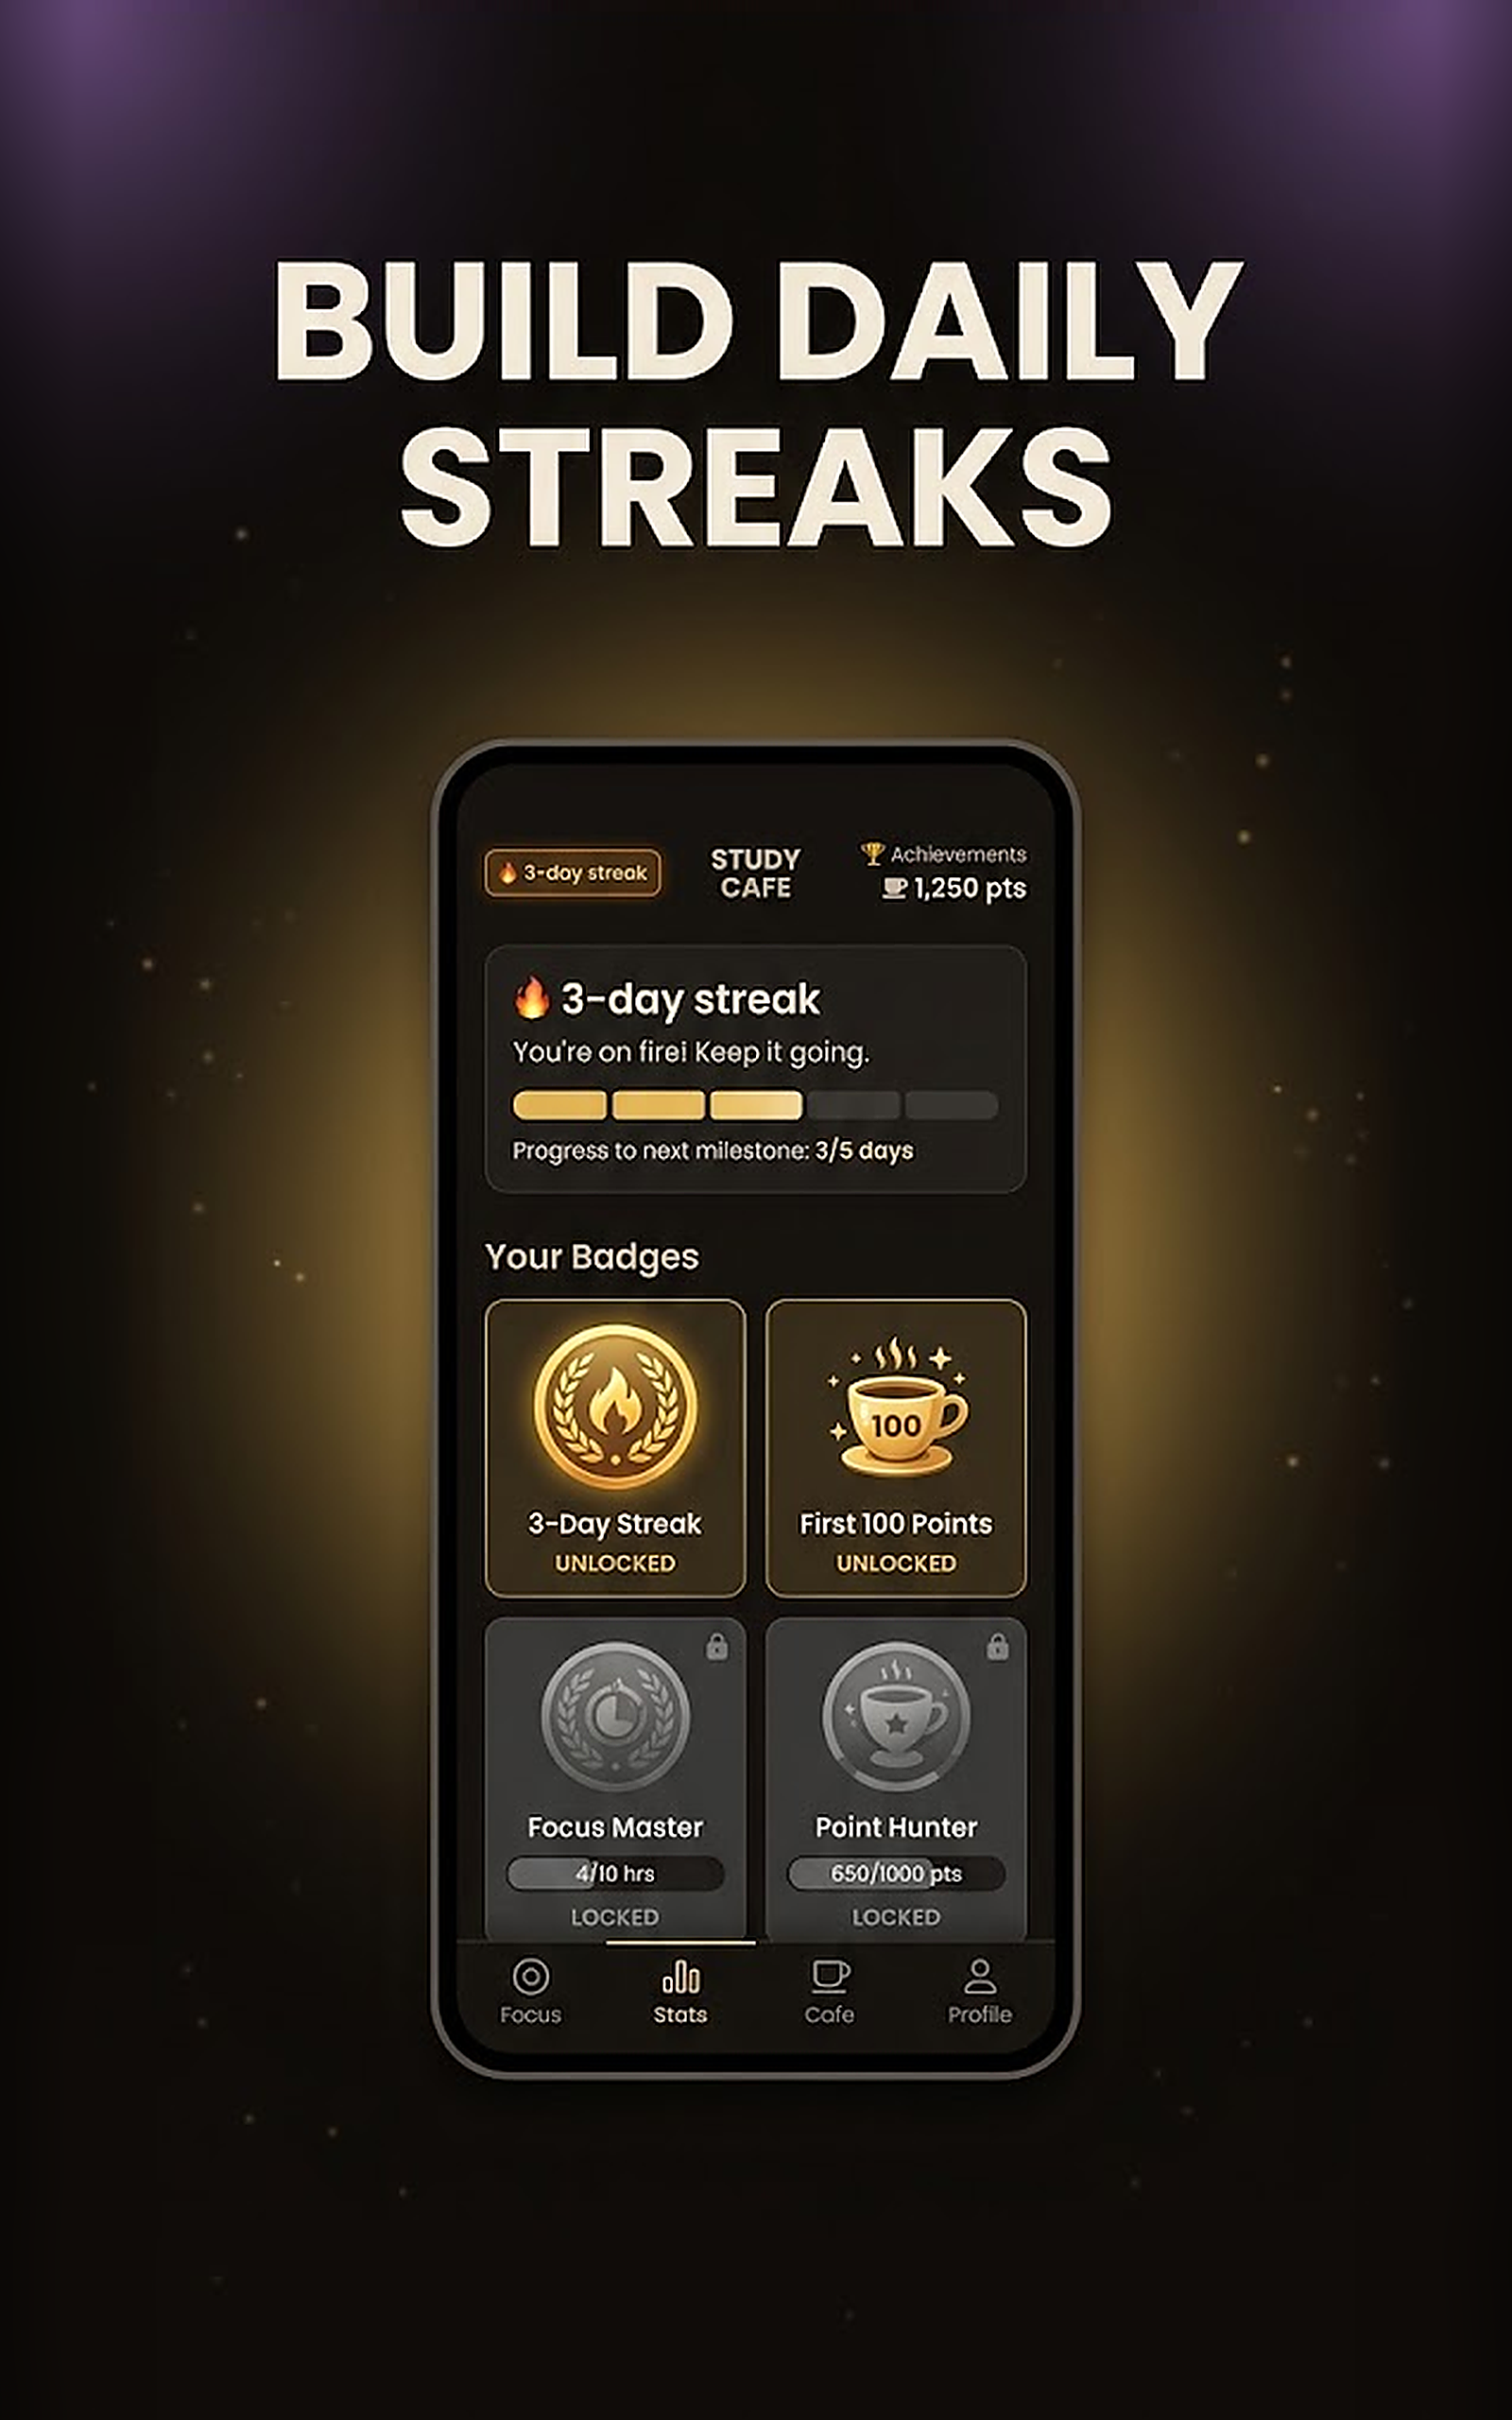 BUILD DAILY
STREAKS
3-day streak
STUDY
CAFE
Achievements
1,250 pts
3-day streak
You're on firei Keep it going.
Progress to next milestone: 3/5 days
Your Badges
100
3-Day Streak
UNLOCKED
First 100 Points
UNLOCKED
Focus Master
4/10 hrs
LOCKED
Point Hunter
650/1000 pts
LOCKED
Focus
Stats
Cafe
Profile